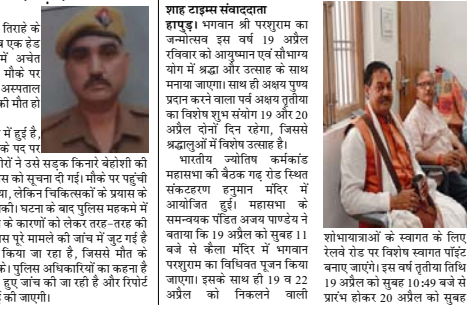 तिराहे के
एक हेड
में अचेत
मौके पर
अस्पताल
की मौत हो
में हुई है,
के पद पर
ीरों ने उसे सड़क किनारे बेहोशी की
स को सूचना दी गई। मौके पर पहुंची
या, लेकिन चिकित्सकों के प्रयास के
सकी। घटना के बाद पुलिस महकमे में
के कारणों को लेकर तरह-तरह की
स पूरे मामले की जांच में जुट गई है
किया जा रहा है, जिससे मौत के
के। पुलिस अधिकारियों का कहना है
हुए जांच की जा रही है और रिपोर्ट
की जाएगी।
शाह टाइम्स संवाददाता
हापुड़। भगवान श्री परशुराम का
जन्मोत्सव इस वर्ष 19 अप्रैल
रविवार को आयुष्मान एवं सौभाग्य
योग में श्रद्धा और उत्साह के साथ
मनाया जाएगा। साथ ही अक्षय पुण्य
प्रदान करने वाला पर्व अक्षय तृतीया
का विशेष शुभ संयोग 19 और 20
अप्रैल दोनों दिन रहेगा, जिससे
श्रद्धालुओं में विशेष उत्साह है।
भारतीय ज्योतिष कर्मकांड
महासभा की बैठक गढ़ रोड स्थित
संकटहरण हनुमान मंदिर में
आयोजित हुई। महासभा के
समन्वयक पंडित अजय पाण्डेय ने
बताया कि 19 अप्रैल को सुबह 11
बजे से कैला मंदिर में भगवान
परशुराम का विधिवत पूजन किया
जाएगा। इसके साथ ही 19 व 22
अप्रैल को निकलने वाली
शोभायात्राओं के स्वागत के लिए
रेलवे रोड पर विशेष स्वागत पॉइंट
बनाए जाएंगे। इस वर्ष तृतीया तिथि
19 अप्रैल को सुबह 10:49 बजे से
प्रारंभ होकर 20 अप्रैल को सुबह